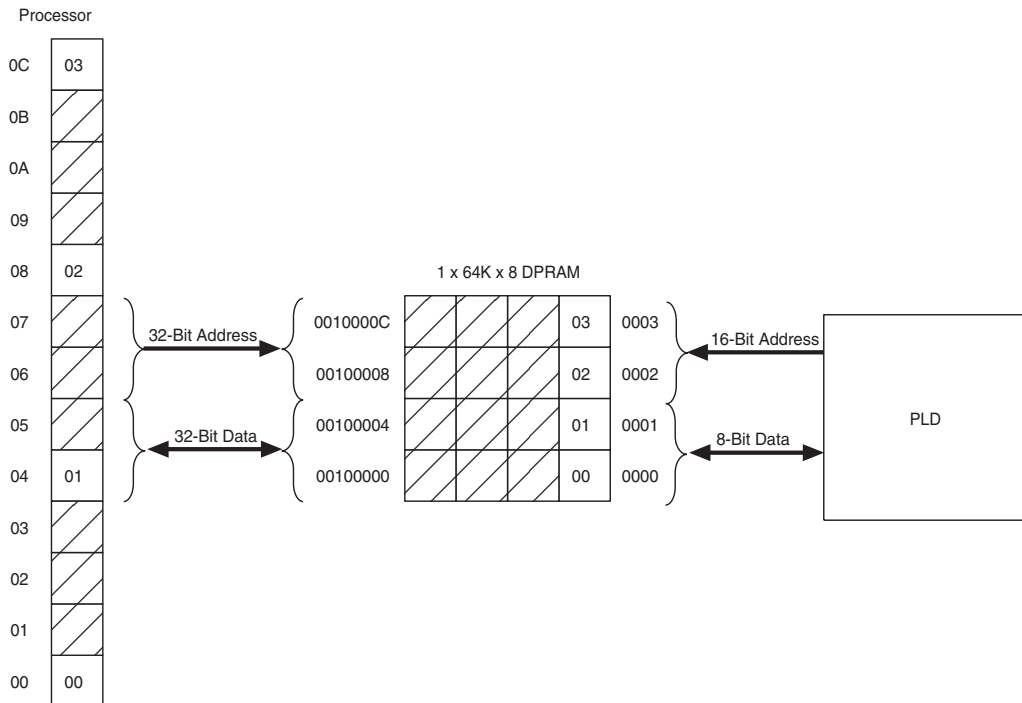 Processor
0C 03
0B
0A
09
08 02
07
06
05
04 01
03
02
01
00 00
32-Bit Address
32-Bit Data
1 x 64K x 8 DPRAM
0010000C 03 0003
00100008 02 0002
00100004 01 0001
00100000 00 0000
16-Bit Address
8-Bit Data
PLD